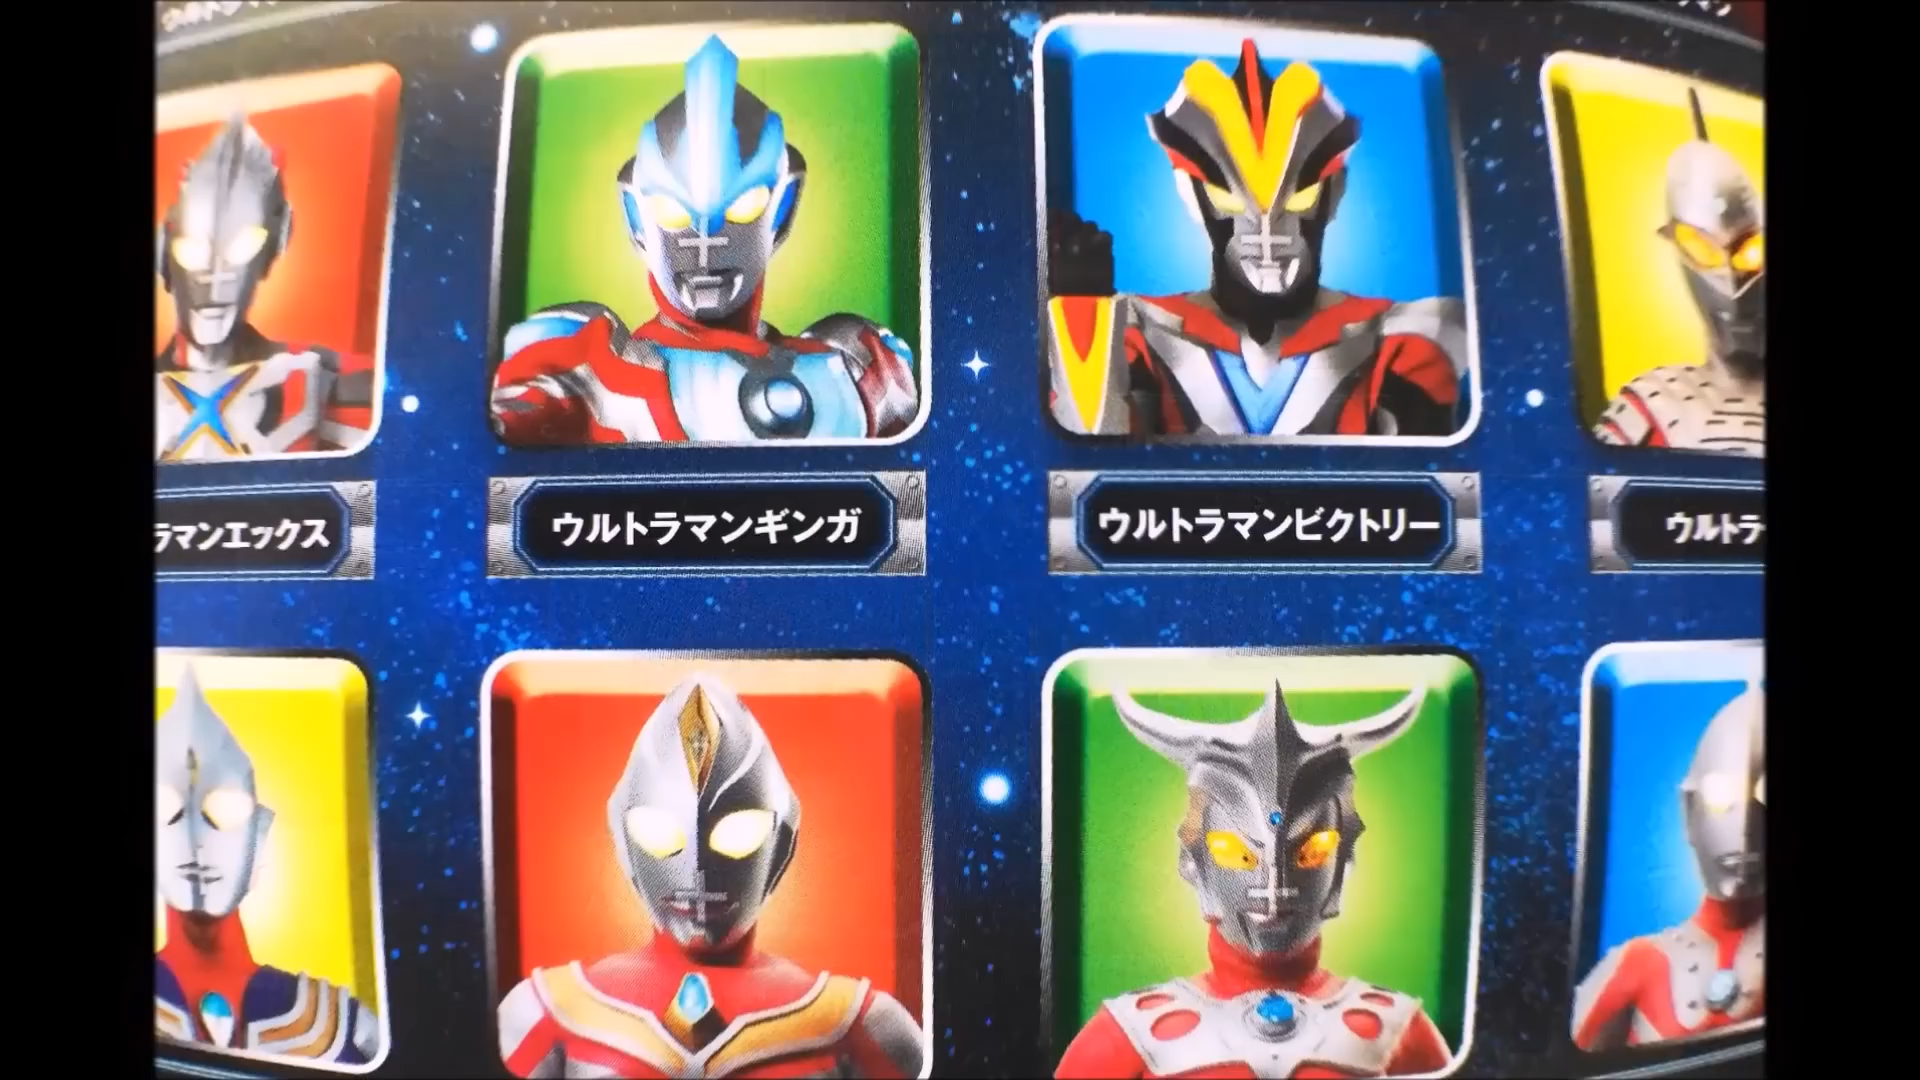 ラマンエックス
ウルトラマンギンガ
ウルトラマンビクトリー
ウルトラ